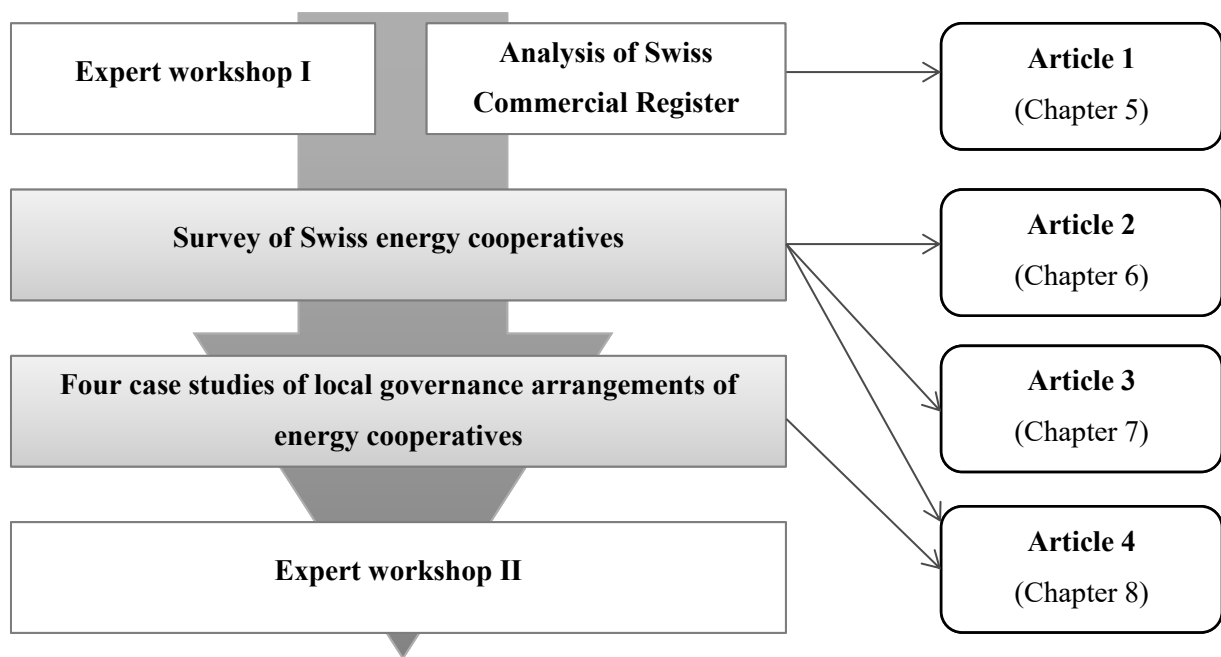 Expert workshop I
Analysis of Swiss
Commercial Register
Article 1
(Chapter 5)
Survey of Swiss energy cooperatives
Article 2
(Chapter 6)
Four case studies of local governance arrangements of
energy cooperatives
Article 3
(Chapter 7)
Expert workshop II
Article 4
(Chapter 8)